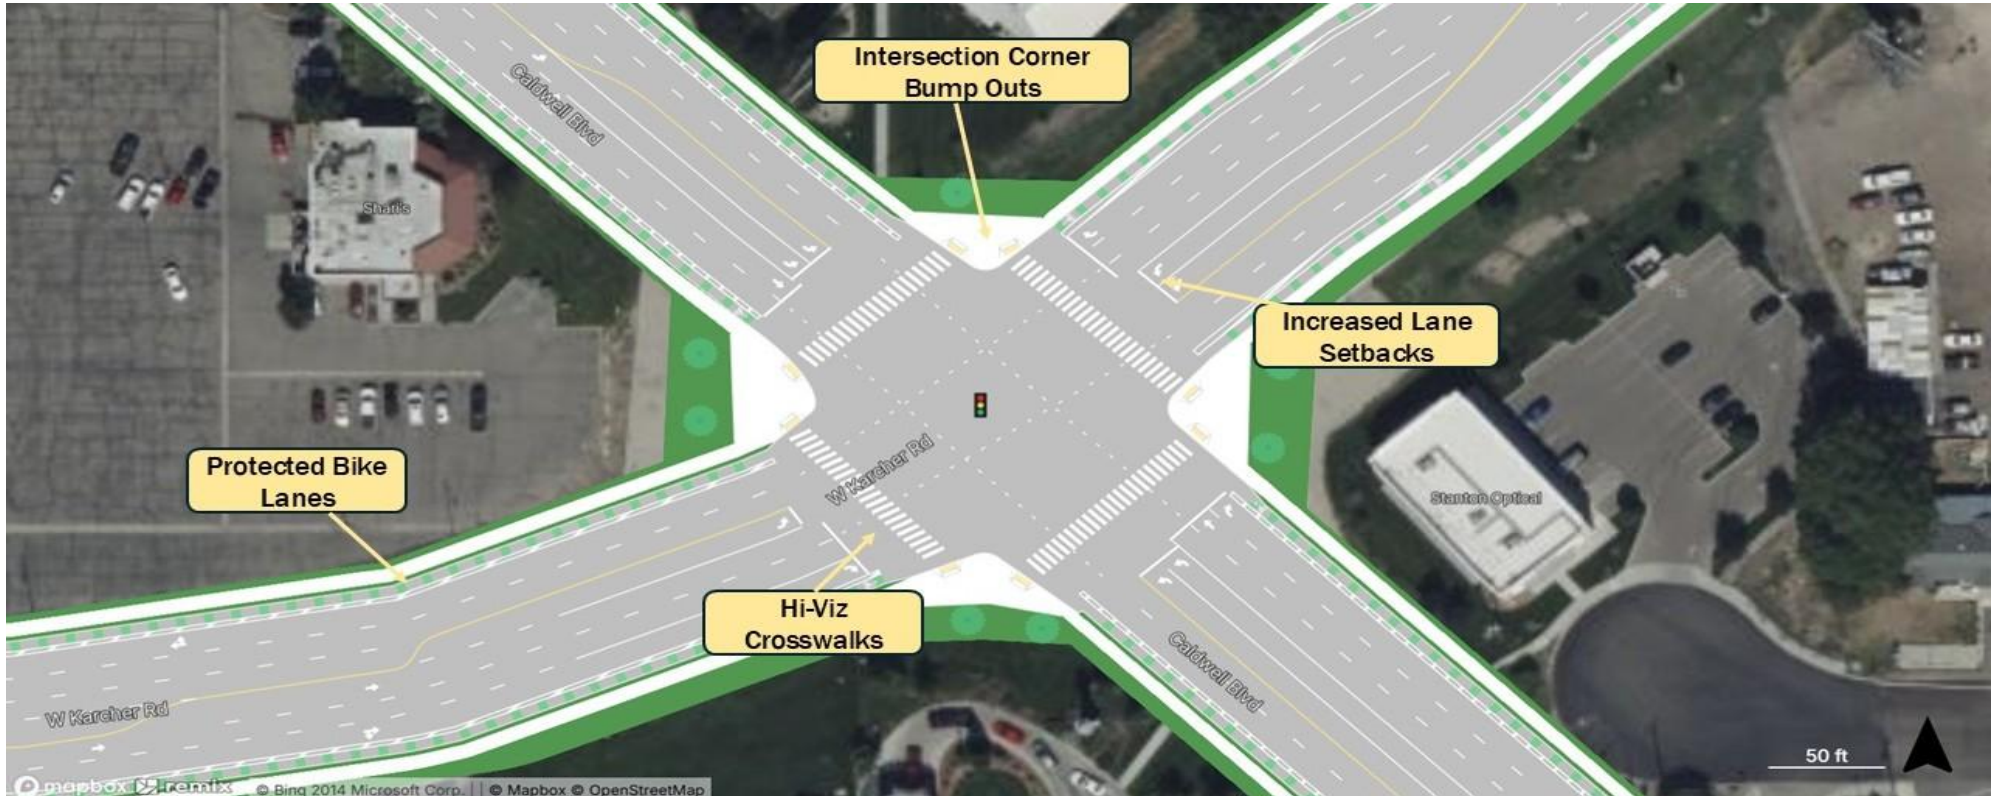 Intersection Corner
Bump Outs
Caldwell Blvd
Shari's
Increased Lane
Setbacks
Protected Bike
Lanes
W Karcher Rd
Stanton Optical
Hi-Viz
Crosswalks
Caldwell Blvd
W Karcher Rd
50 ft
mapbox remix © Bing 2014 Microsoft Corp. | | © Mapbox © OpenStreetMap